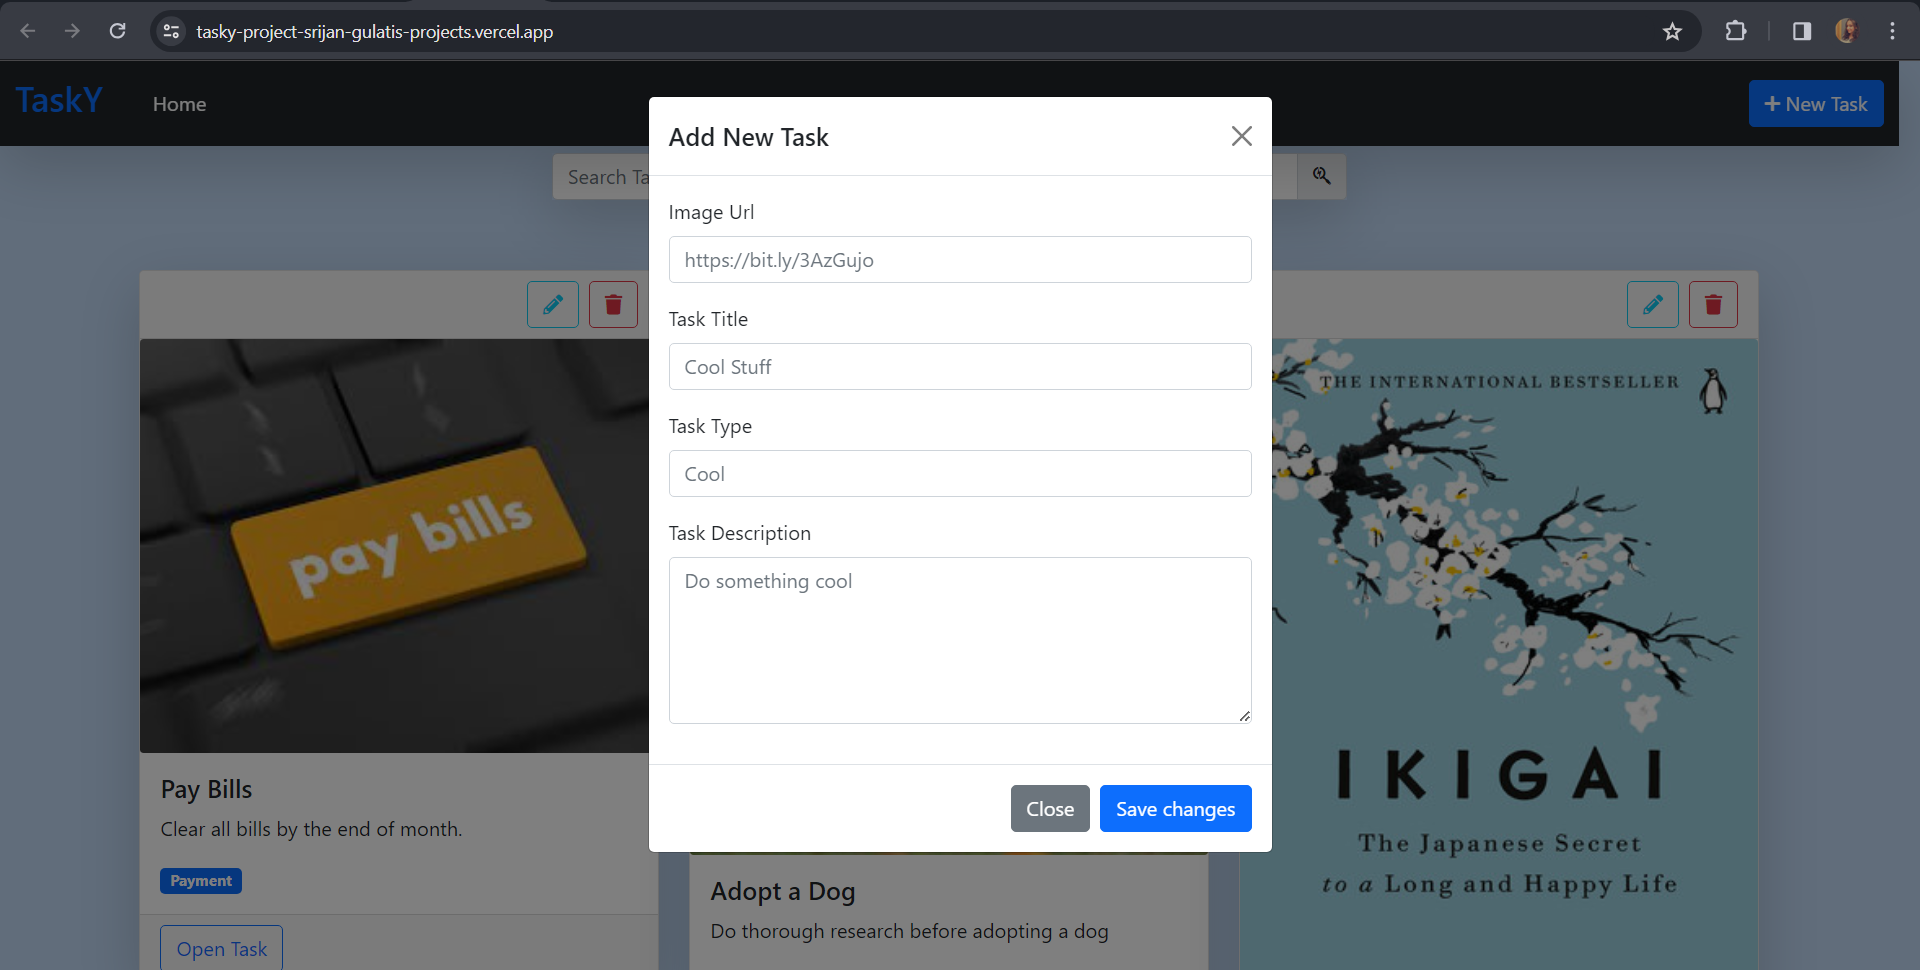 tasky-project-srijan-gulatis-projects.vercel.app
TaskY
Home
New Task
Search Ta
Add New Task
Image Url
https://bit.ly/3AzGujo
Task Title
Cool Stuff
Task Type
Cool
Task Description
Do something cool
Close
Save changes
pay bills
Pay Bills
Clear all bills by the end of month.
Payment
Open Task
Adopt a Dog
Do thorough research before adopting a dog
THE INTERNATIONAL BESTSELLER
IKIGAI
The Japanese Secret
to a Long and Happy Life